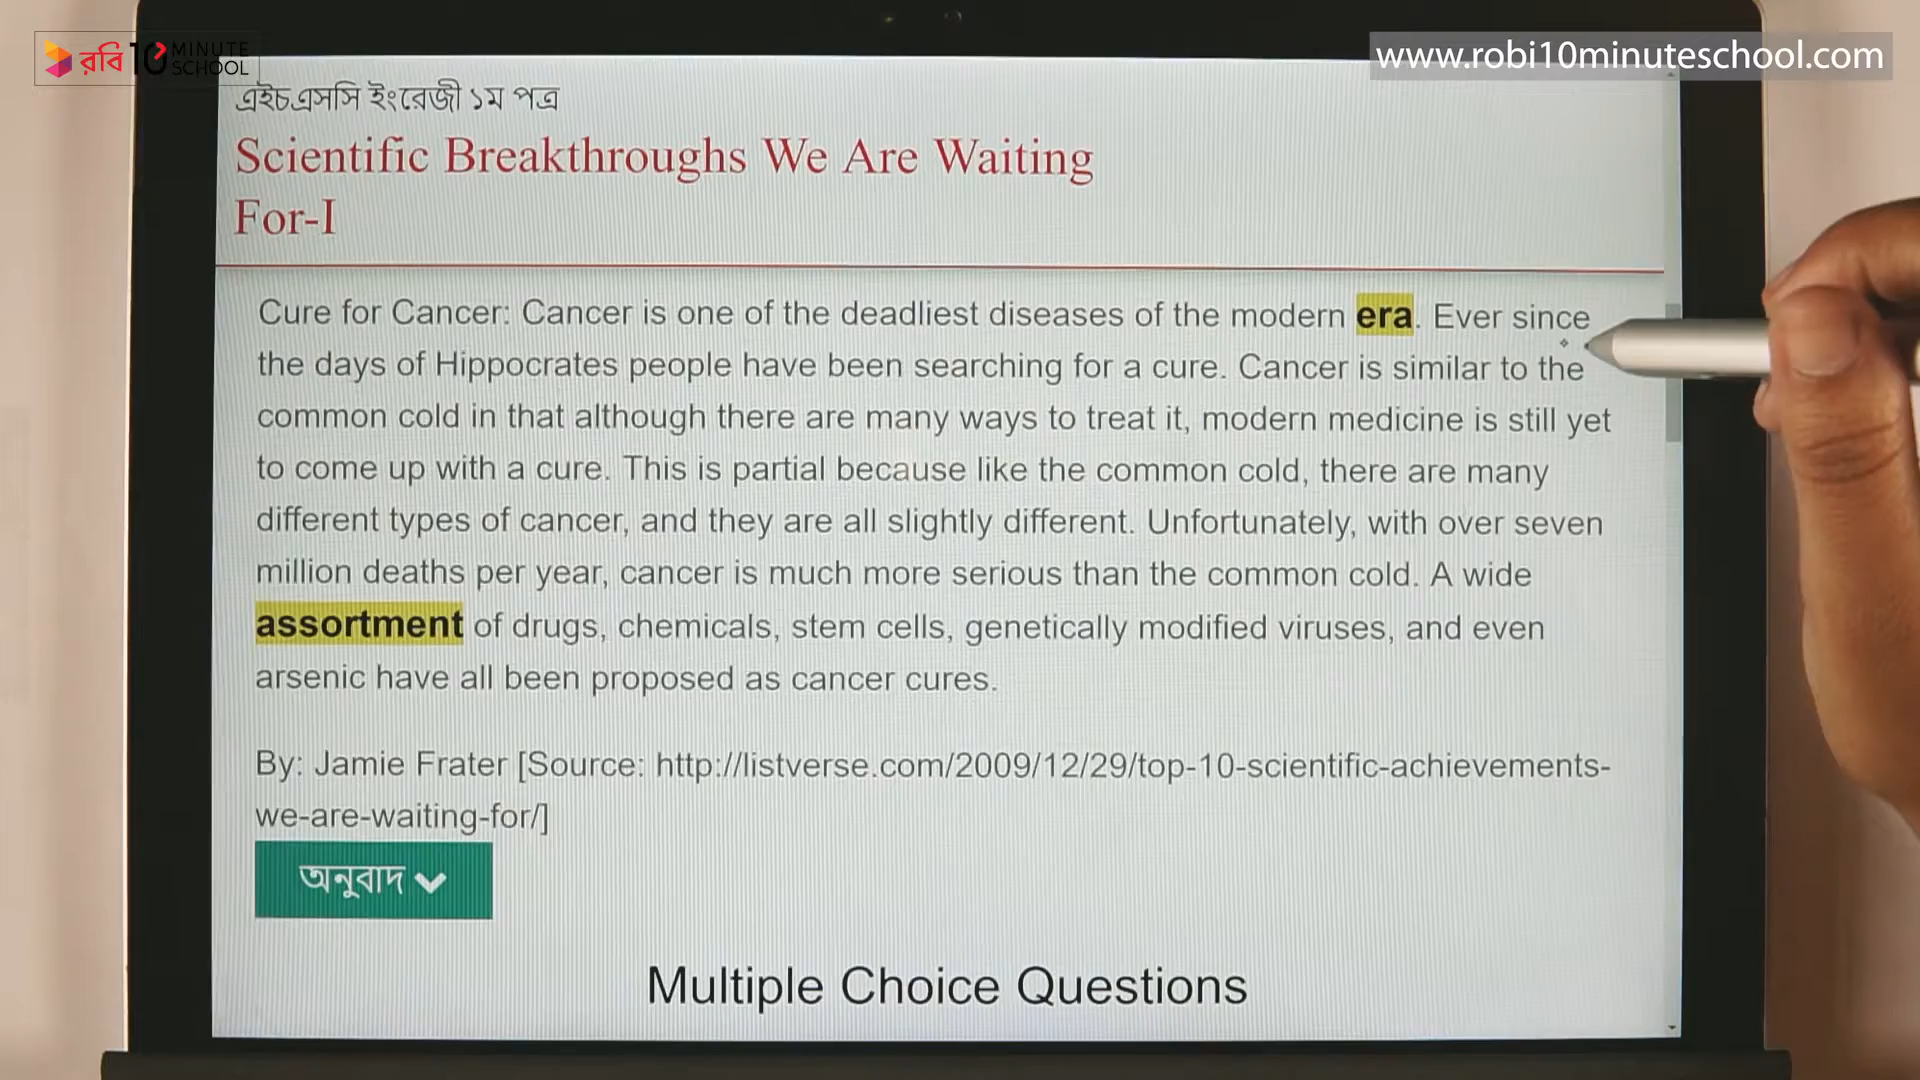 রবি 10 MINUTE SCHOOL
www.robi10minuteschool.com
এইচএসসি ইংরেজী ১ম পত্র
Scientific Breakthroughs We Are Waiting
For-I
Cure for Cancer: Cancer is one of the deadliest diseases of the modern era. Ever since
the days of Hippocrates people have been searching for a cure. Cancer is similar to the
common cold in that although there are many ways to treat it, modern medicine is still yet
to come up with a cure. This is partial because like the common cold, there are many
different types of cancer, and they are all slightly different. Unfortunately, with over seven
million deaths per year, cancer is much more serious than the common cold. A wide
assortment of drugs, chemicals, stem cells, genetically modified viruses, and even
arsenic have all been proposed as cancer cures.
By: Jamie Frater [Source: http://listverse.com/2009/12/29/top-10-scientific-achievements-
we-are-waiting-for/]
অনুবাদ
Multiple Choice Questions